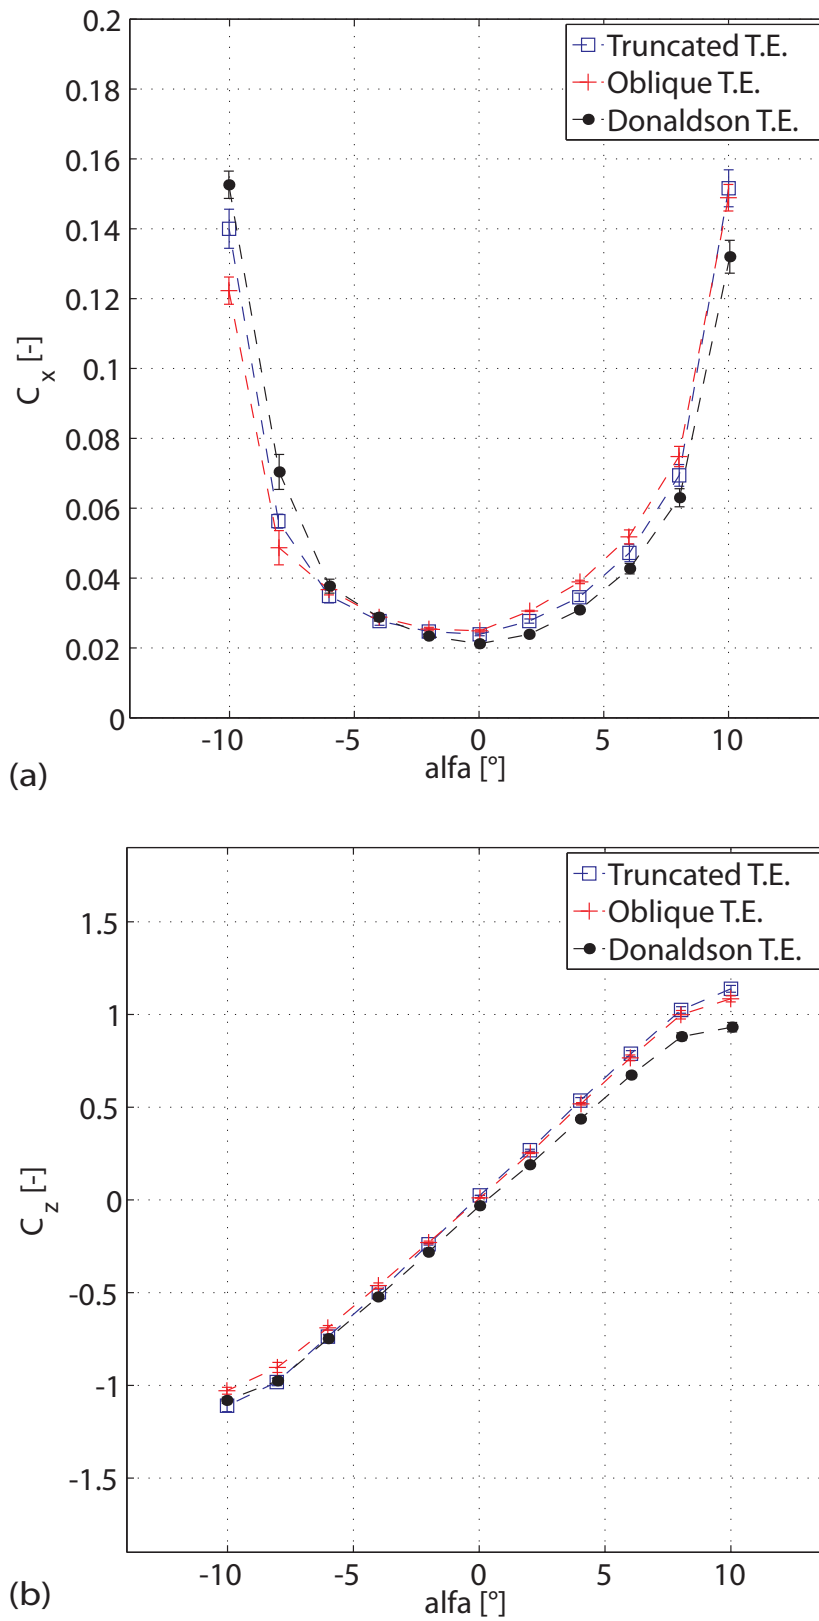 0.2
0.18
0.16
0.14
0.12
0.1
0.08
0.06
0.04
0.02
0
C x [-]
Truncated T.E.
Oblique T.E.
Donaldson T.E.
-10 -5 0 5 10
alfa [°]
(a)
1.5
1
0.5
0
-0.5
-1
-1.5
C z [-]
Truncated T.E.
Oblique T.E.
Donaldson T.E.
-10 -5 0 5 10
alfa [°]
(b)